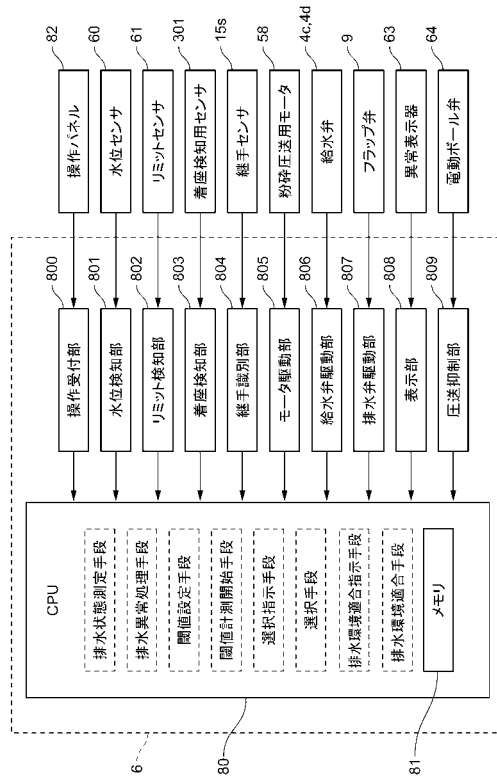 82
60
61
301
15s
58
4c,4d
9
63
64
操作パネル
水位センサ
リミットセンサ
着座検知用センサ
継手センサ
粉砕圧送用モータ
給水弁
フラップ弁
異常表示器
電動ボール弁
800
801
802
803
804
805
806
807
808
809
操作受付部
水位検知部
リミット検知部
着座検知部
継手識別部
モータ駆動部
給水弁駆動部
排水弁駆動部
表示部
圧送抑制部
CPU
排水状態測定手段
排水異常処理手段
閾値設定手段
閾値計測開始手段
選択指示手段
選択手段
排水環境適合指示手段
排水環境適合手段
メモリ
6
80
81